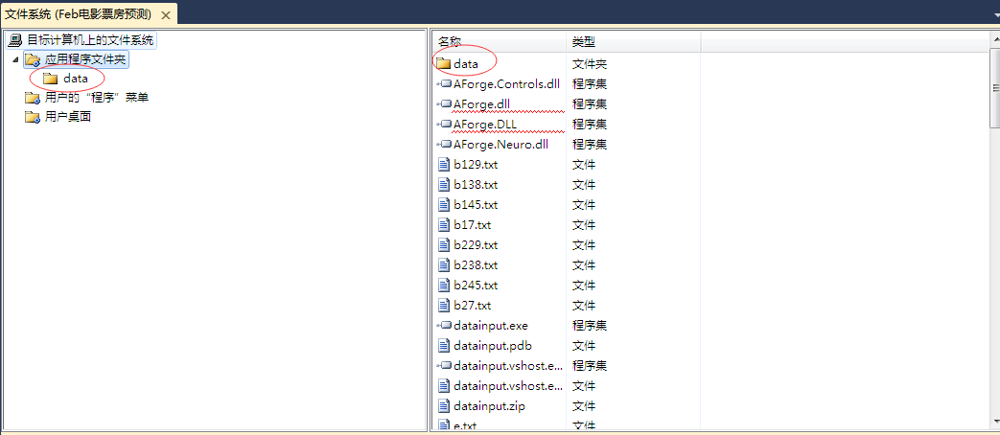 文件系统 (Feb电影票房预测)
目标计算机上的文件系统
应用程序文件夹
data
用户的“程序”菜单
用户桌面
名称 类型
data 文件夹
AForge.Controls.dll 程序集
AForge.dll 程序集
AForge.DLL 程序集
AForge.Neuro.dll 程序集
b129.txt 文件
b138.txt 文件
b145.txt 文件
b17.txt 文件
b229.txt 文件
b238.txt 文件
b245.txt 文件
b27.txt 文件
datainput.exe 程序集
datainput.pdb 文件
datainput.vshost.e... 程序集
datainput.vshost.e... 文件
datainput.zip 文件
e.txt 文件